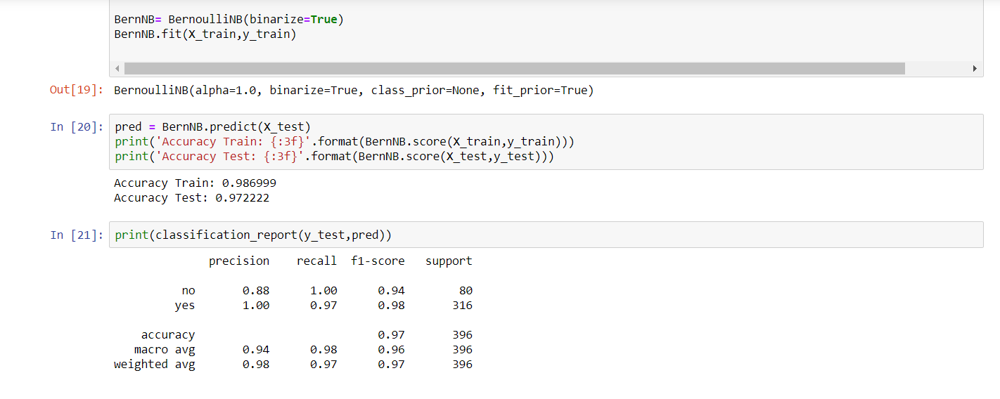 BernNB= BernoulliNB(binarize=True)
BernNB.fit(X_train,y_train)
Out[19]: BernoulliNB(alpha=1.0, binarize=True, class_prior=None, fit_prior=True)
In [20]: pred = BernNB.predict(X_test)
print('Accuracy Train: {:3f}'.format(BernNB.score(X_train,y_train)))
print('Accuracy Test: {:3f}'.format(BernNB.score(X_test,y_test)))
Accuracy Train: 0.986999
Accuracy Test: 0.972222
In [21]: print(classification_report(y_test,pred))
precision recall f1-score support
no 0.88 1.00 0.94 80
yes 1.00 0.97 0.98 316
accuracy 0.97 396
macro avg 0.94 0.98 0.96 396
weighted avg 0.98 0.97 0.97 396